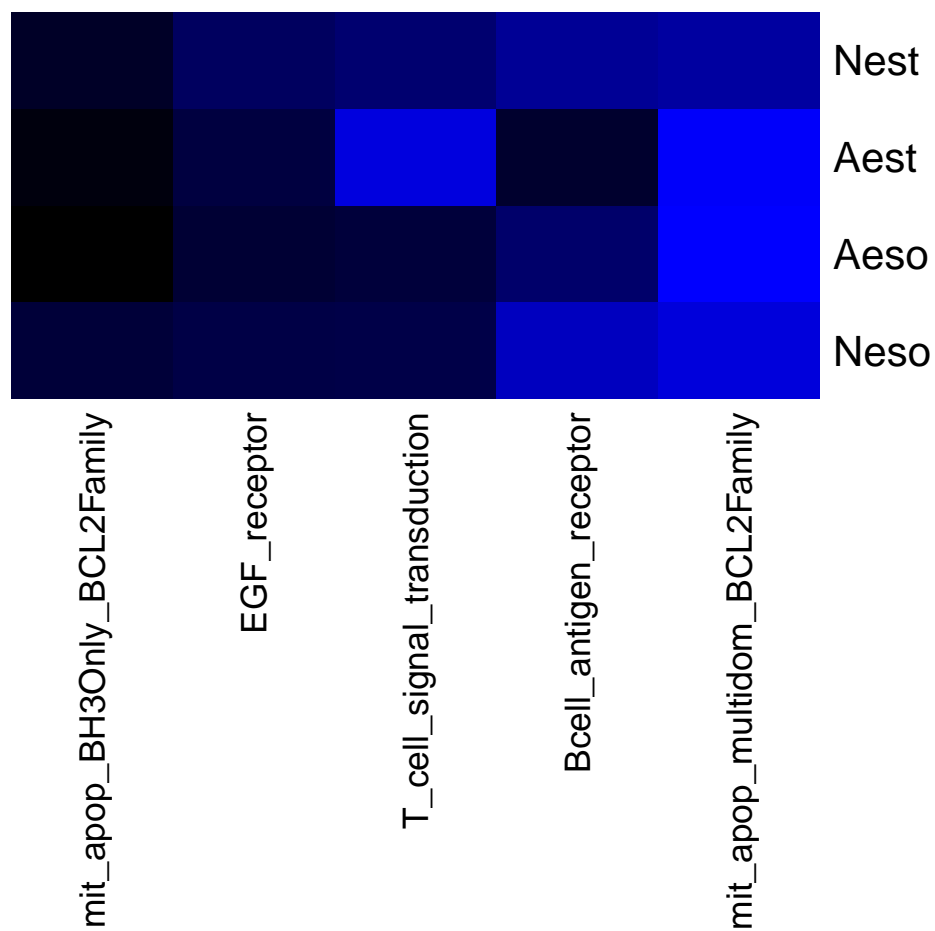 Nest
Aest
Aeso
Neso
mit_apop_BH3Only_BCL2Family
EGF_receptor
T_cell_signal_transduction
Bcell_antigen_receptor
mit_apop_multidom_BCL2Family